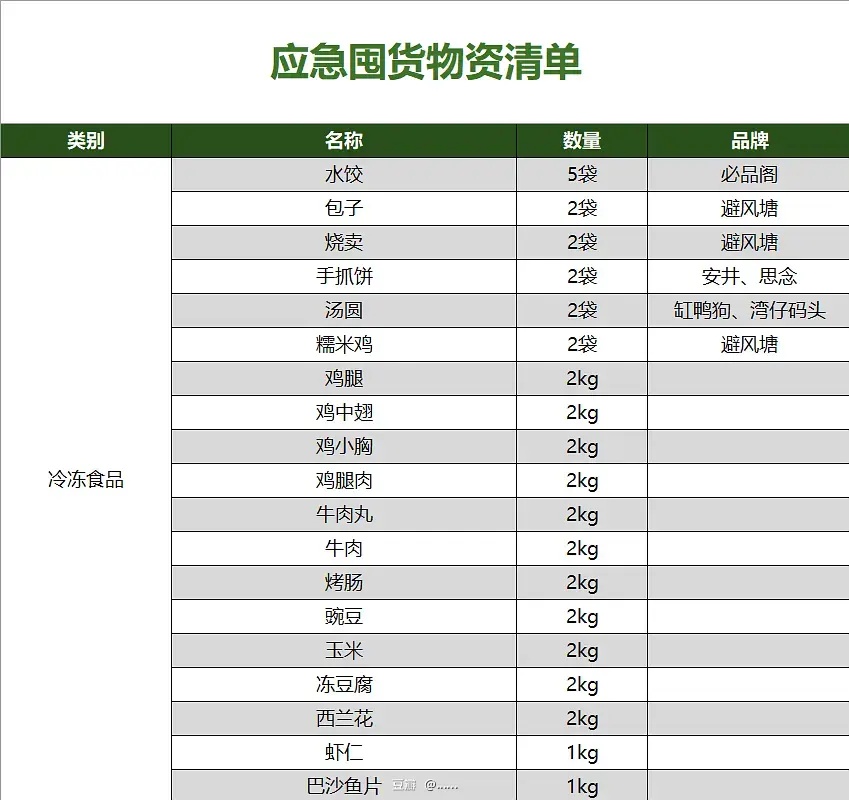 应急囤货物资清单
类别 名称 数量 品牌
水饺 5袋 必品阁
包子 2袋 避风塘
烧卖 2袋 避风塘
手抓饼 2袋 安井、思念
汤圆 2袋 缸鸭狗、湾仔码头
糯米鸡 2袋 避风塘
鸡腿 2kg
鸡中翅 2kg
鸡小胸 2kg
冷冻食品 鸡腿肉 2kg
牛肉丸 2kg
牛肉 2kg
烤肠 2kg
豌豆 2kg
玉米 2kg
冻豆腐 2kg
西兰花 2kg
虾仁 1kg
巴沙鱼片 豆瓣 @...... 1kg